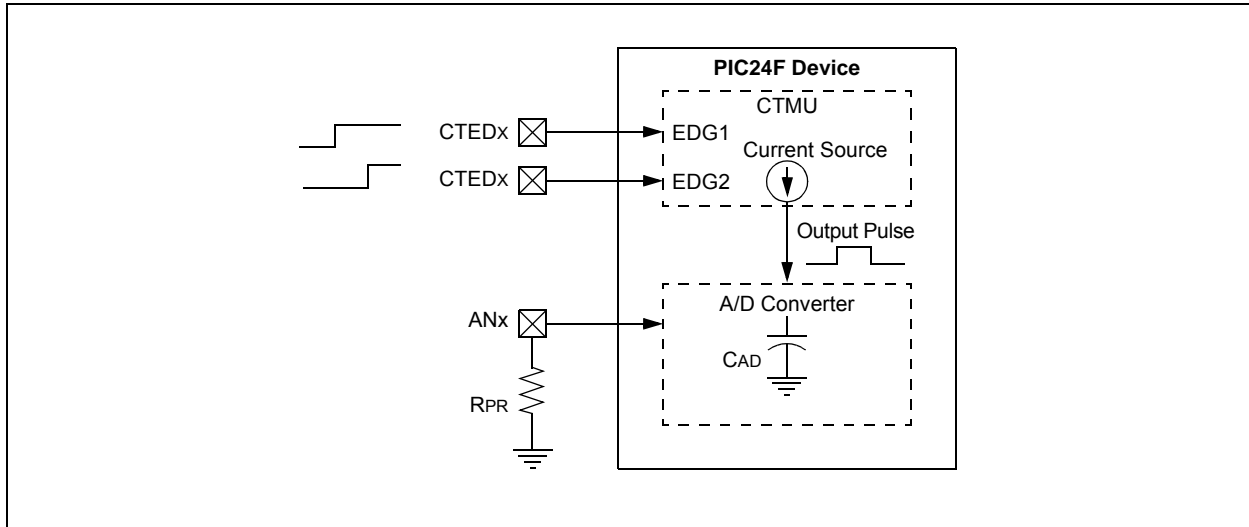 PIC24F Device
CTMU
CTEDX
EDG1
Current Source
CTEDX
EDG2
Output Pulse
A/D Converter
ANx
CAD
RPR